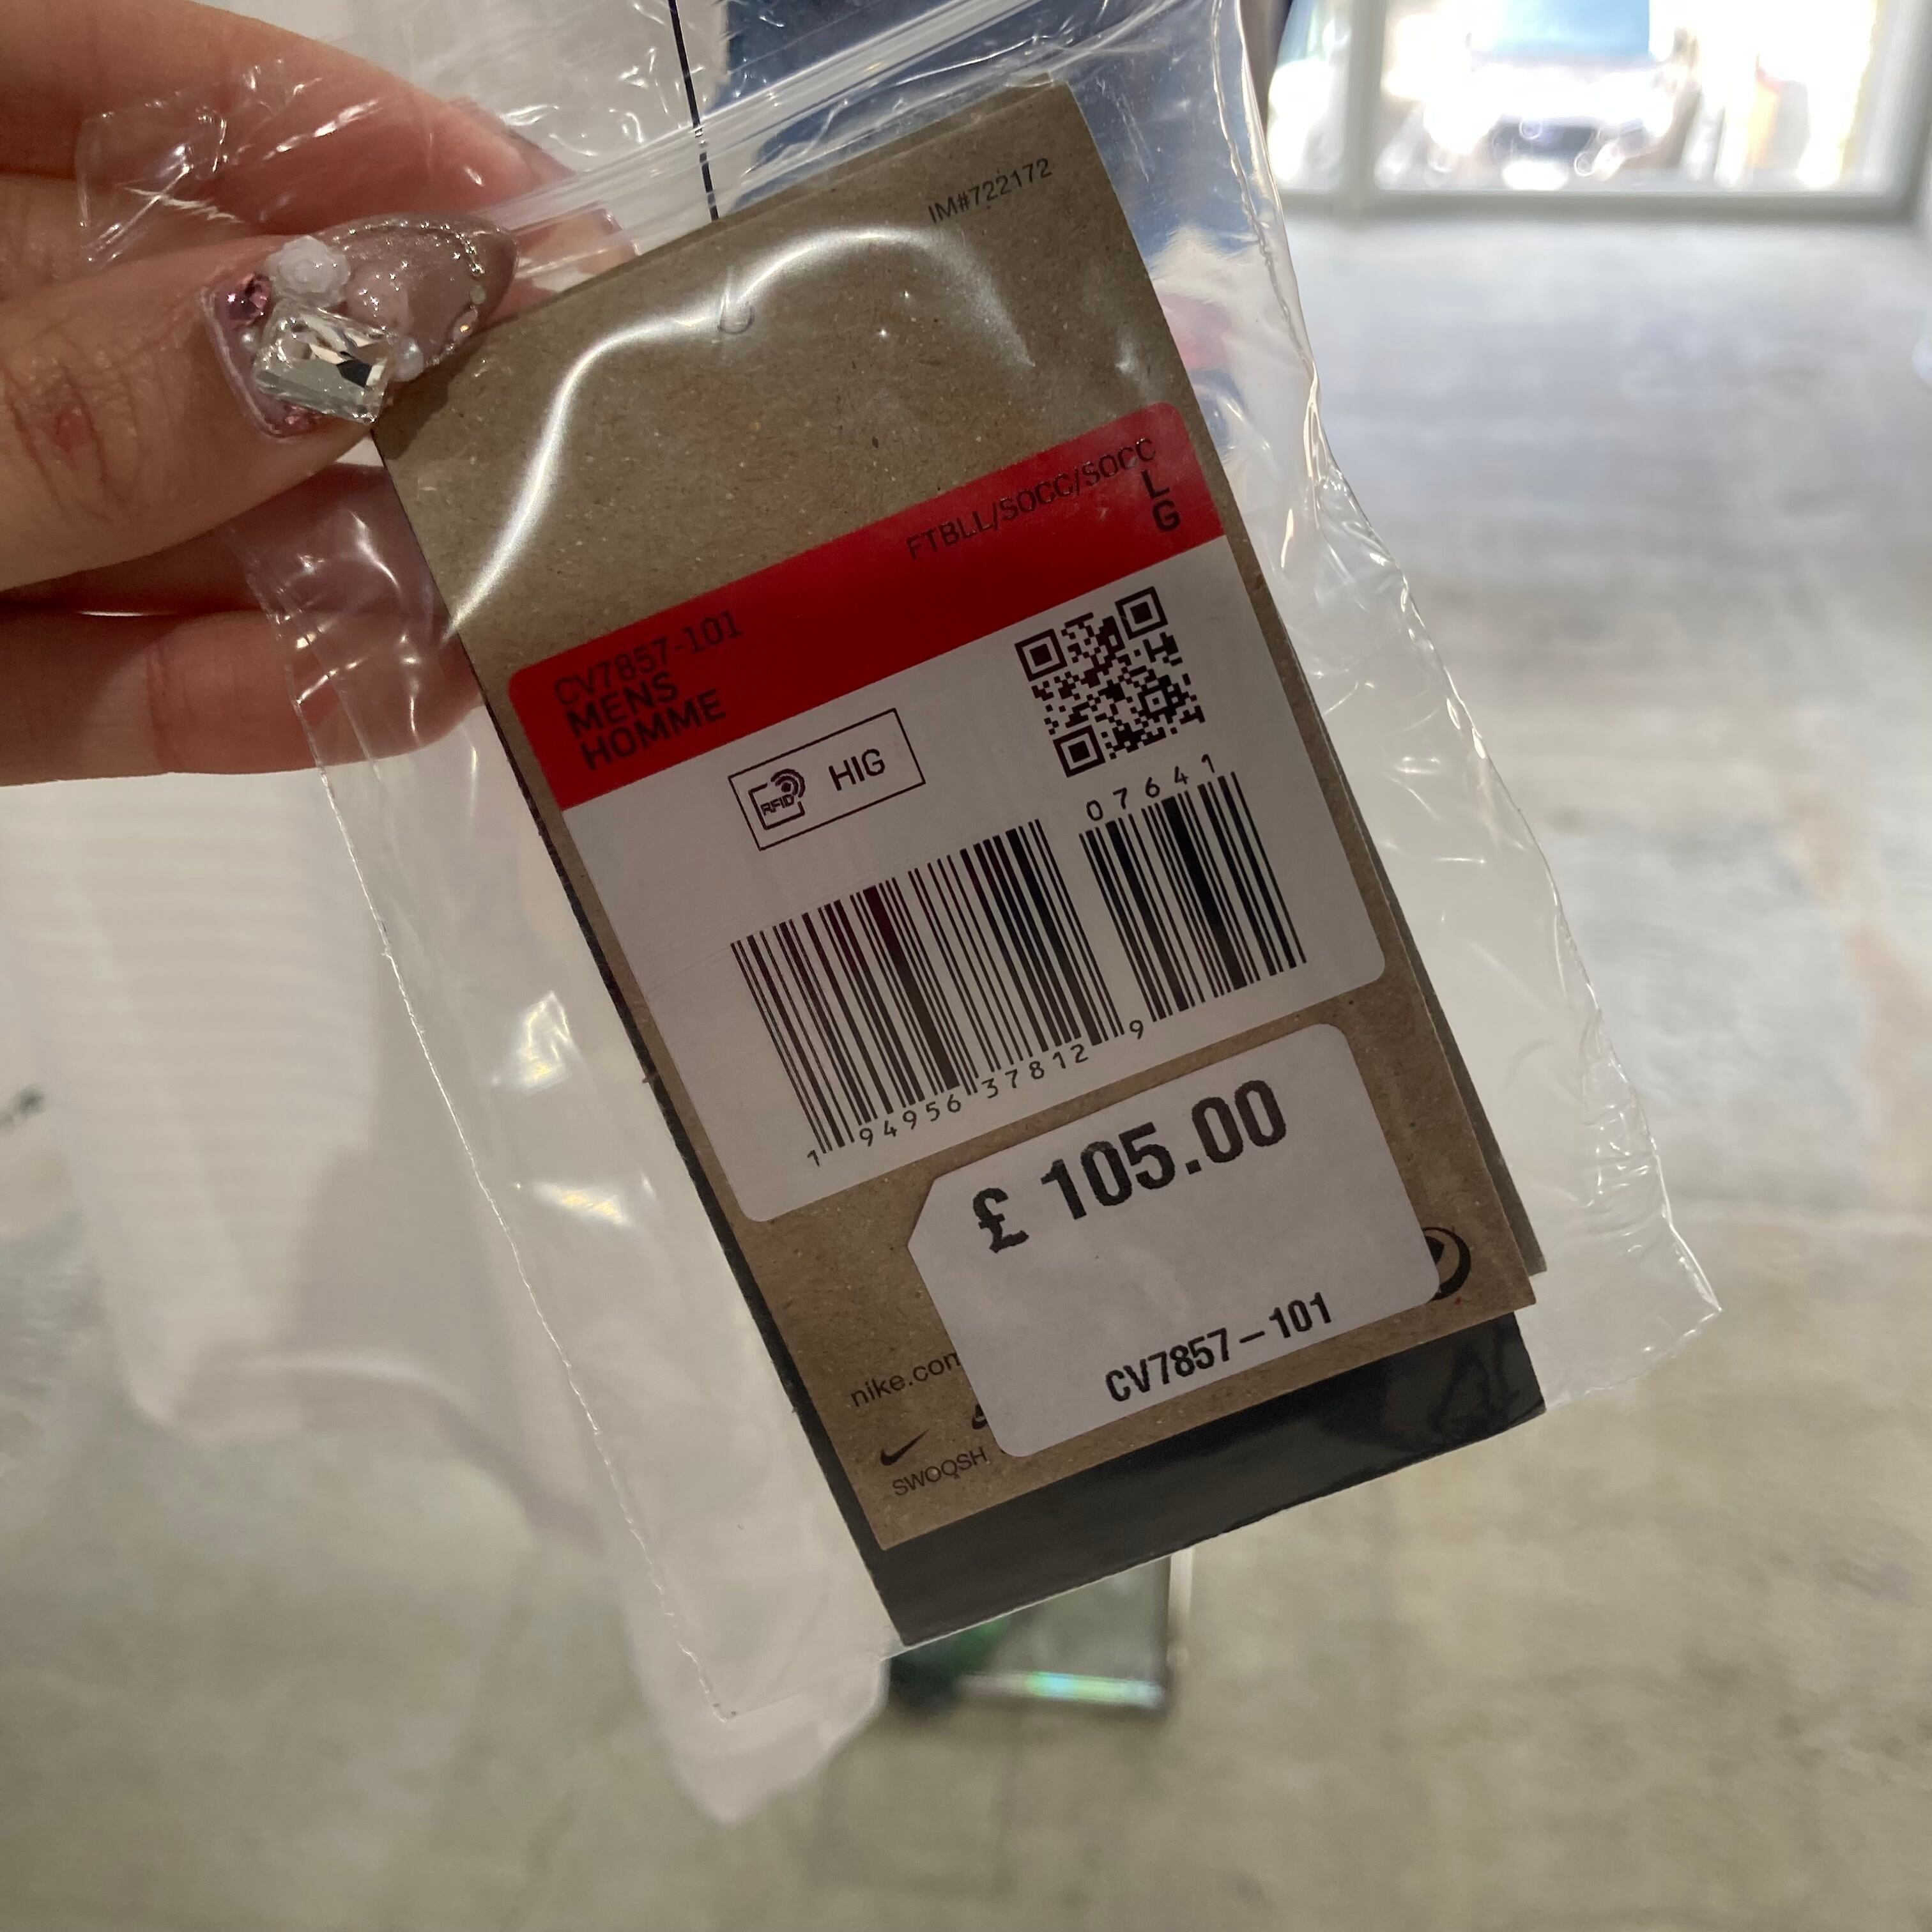 IM#722172
FTBLL/SOCC/SOCC
L
G
CV7857-101
MENS
HOMME
RFID HIG
07641
1 94956 37812 9
£ 105.00
CV7857-101
nike.com
SWOOSH